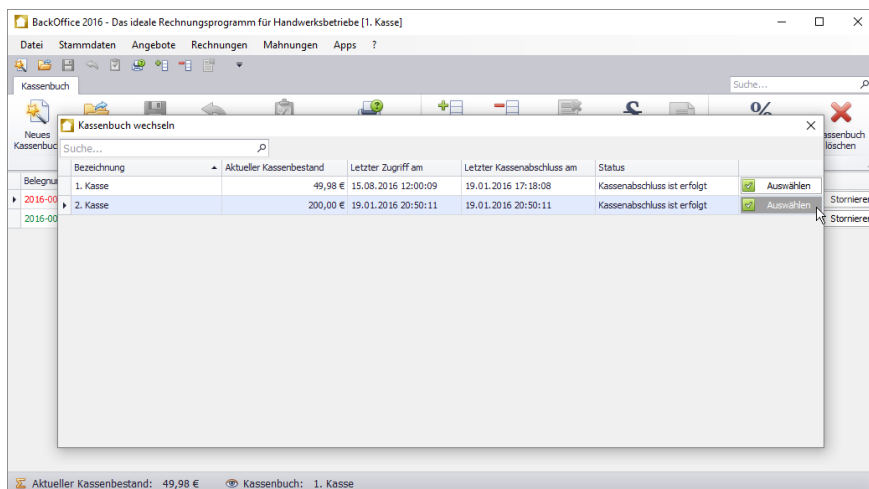 BackOffice 2016 - Das ideale Rechnungsprogramm für Handwerksbetriebe [1. Kasse]
Datei Stammdaten Angebote Rechnungen Mahnungen Apps ?
Kassenbuch
Suche...
Neues
Kassenbuc
assenbuch
löschen
Kassenbuch wechseln
Suche...
Bezeichnung Aktueller Kassenbestand Letzter Zugriff am Letzter Kassenabschluss am Status
1. Kasse 49,98 € 15.08.2016 12:00:09 19.01.2016 17:18:08 Kassenabschluss ist erfolgt Auswählen
2. Kasse 200,00 € 19.01.2016 20:50:11 19.01.2016 20:50:11 Kassenabschluss ist erfolgt Auswählen
Belegnu
2016-00 Stornieren
2016-00 Stornieren
Aktueller Kassenbestand: 49,98 € Kassenbuch: 1. Kasse